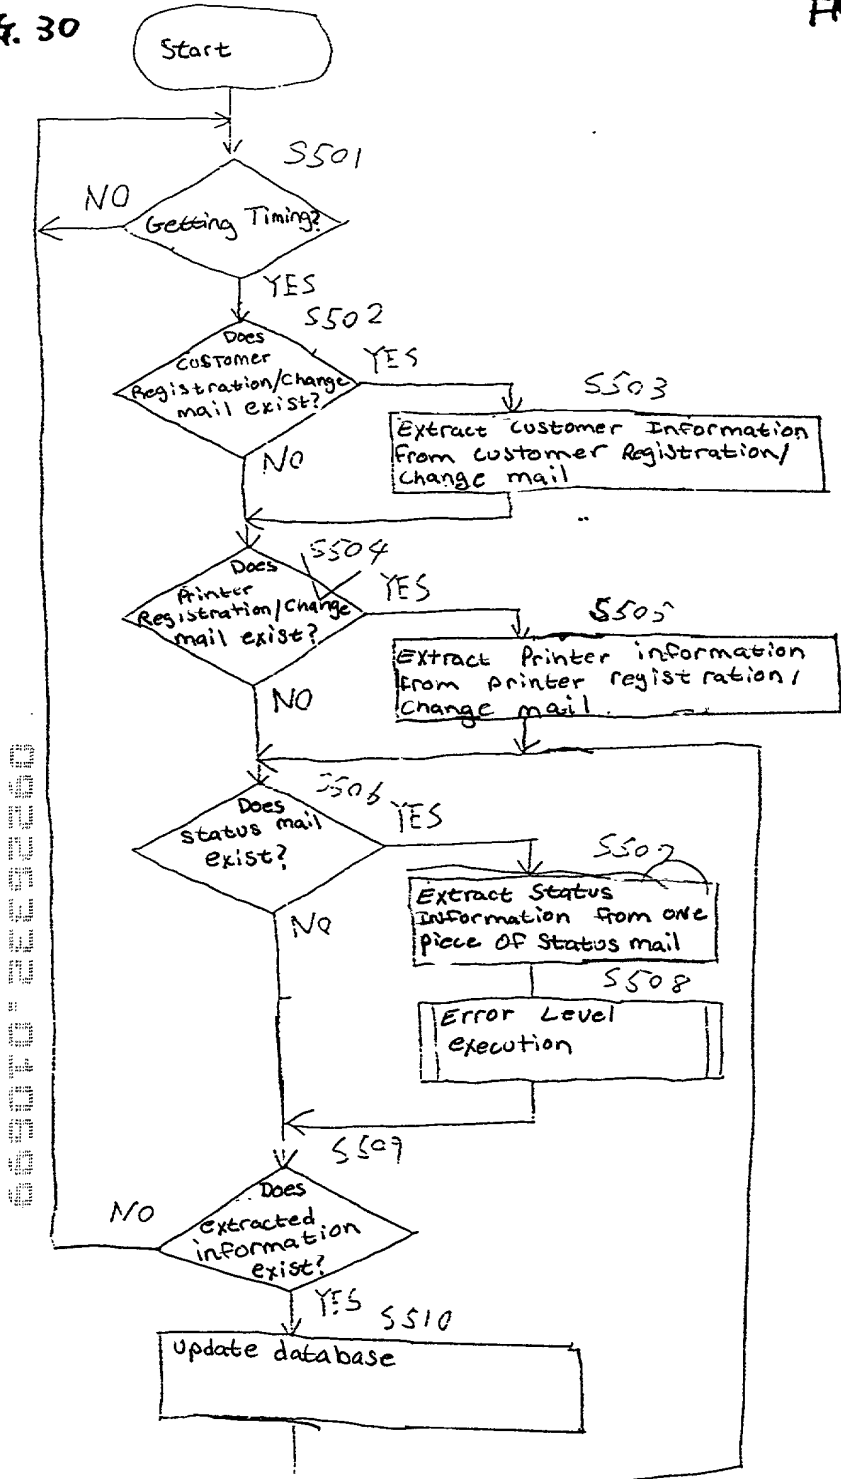 G. 30
Start
S501
NO
Getting Timing?
YES
S502
Does
Customer
Registration/Change
mail exist?
YES
S503
Extract Customer Information
from customer Registration/
Change mail
NO
S504
Does
Printer
Registration/Change
mail exist?
YES
S505
Extract Printer information
from printer registration/
Change mail.
NO
S506
Does
Status mail
exist?
YES
S507
Extract Status
Information from one
piece OF Status mail
NO
S508
Error Level
execution
S509
Does
extracted
information
exist?
NO
YES
S510
update database